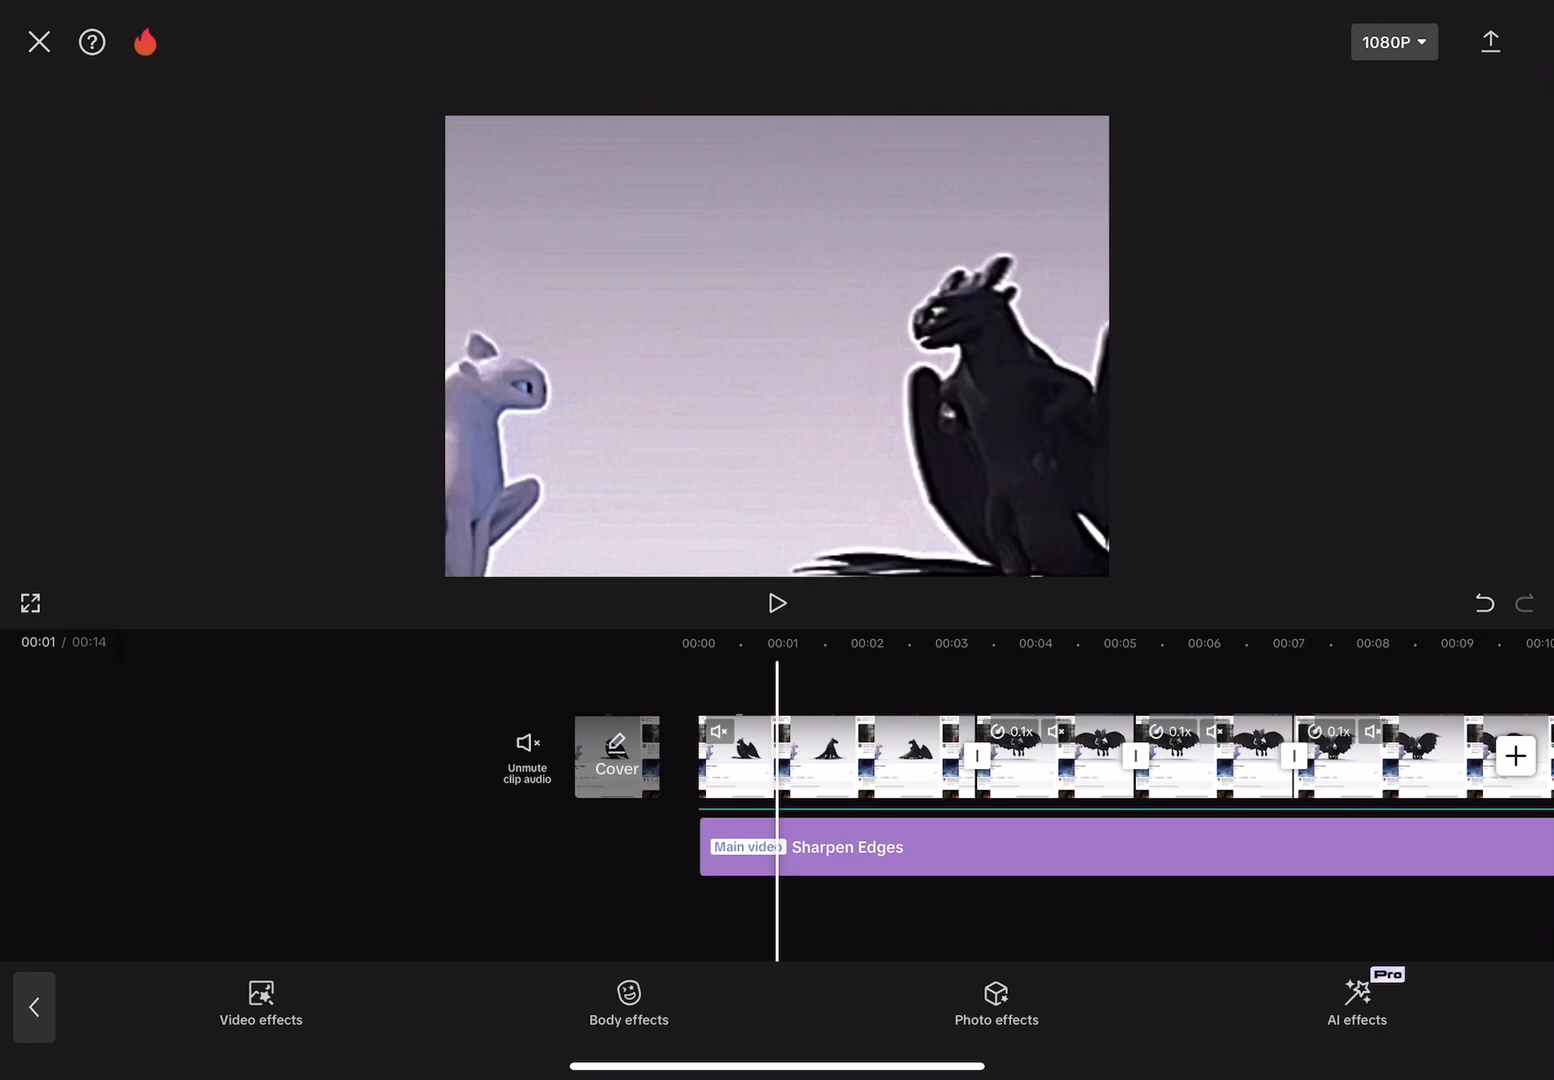 1080P
00:01 / 00:14
00:00 00:01 00:02 00:03 00:04 00:05 00:06 00:07 00:08 00:09 00:10
Unmute
clip audio
Cover
0.1x
0.1x
0.1x
Main video Sharpen Edges
Video effects
Body effects
Photo effects
Pro
AI effects